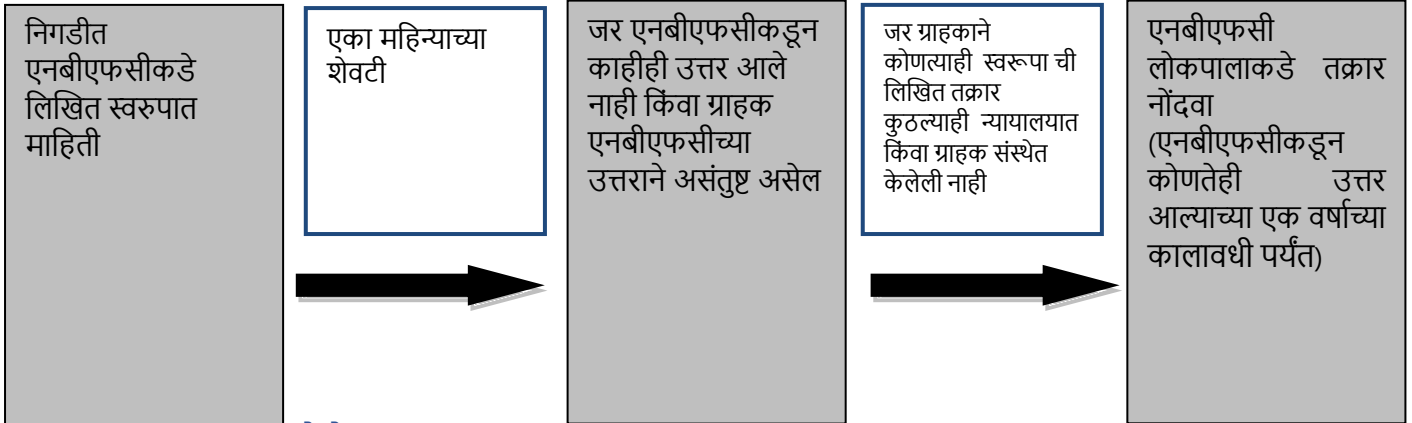 निगडीत
एनबीएफसीकडे
लिखित स्वरुपात
माहिती
एका महिन्याच्या
शेवटी
जर एनबीएफसीकडून
काहीही उत्तर आले
नाही किंवा ग्राहक
एनबीएफसीच्या
उत्तराने असंतुष्ट असेल
जर ग्राहकाने
कोणत्याही स्वरूपा ची
लिखित तक्रार
कुठल्याही न्यायालयात
किंवा ग्राहक संस्थेत
केलेली नाही
एनबीएफसी
लोकपालाकडे तक्रार
नोंदवा
(एनबीएफसीकडून
कोणतेही उत्तर
आल्याच्या एक वर्षाच्या
कालावधी पर्यंत)